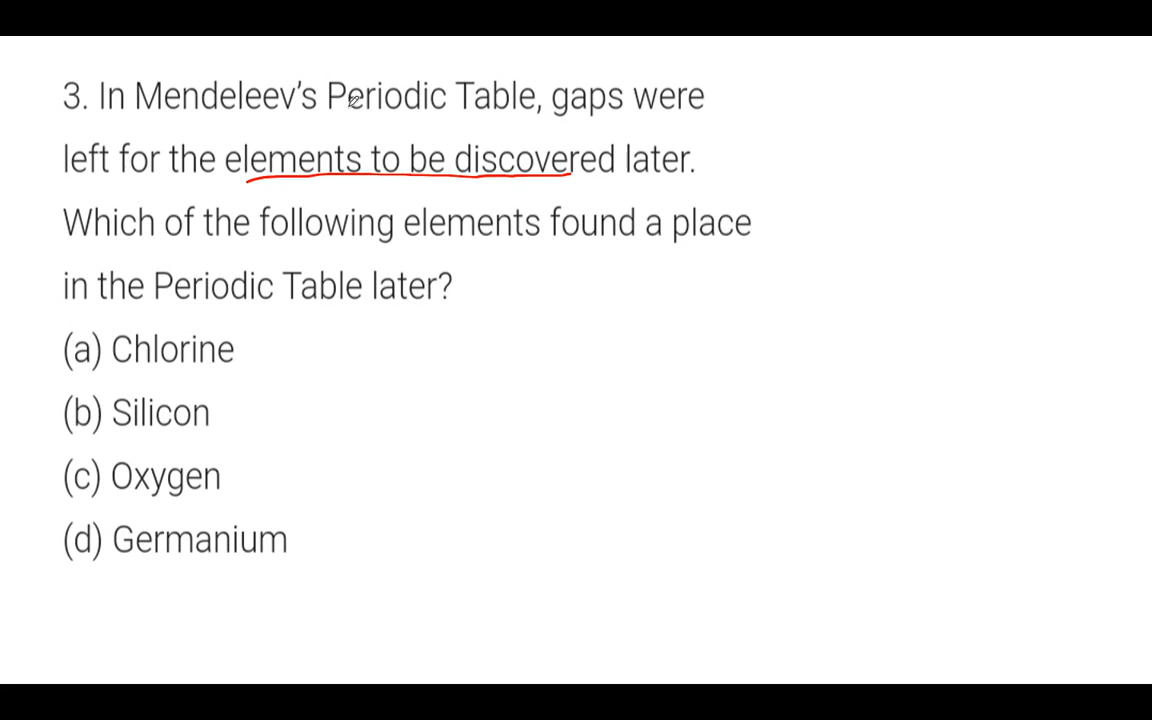 3. In Mendeleev’s Periodic Table, gaps were
left for the elements to be discovered later.
Which of the following elements found a place
in the Periodic Table later?
(a) Chlorine
(b) Silicon
(c) Oxygen
(d) Germanium